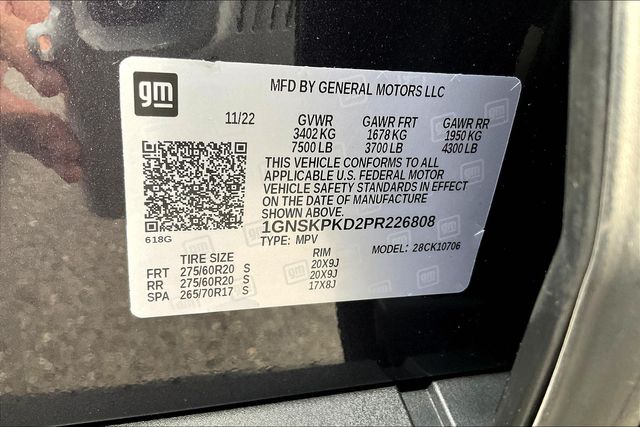 gm
MFD BY GENERAL MOTORS LLC
11/22 GVWR GAWR FRT GAWR RR
3402 KG 1678 KG 1950 KG
7500 LB 3700 LB 4300 LB
THIS VEHICLE CONFORMS TO ALL
APPLICABLE U.S. FEDERAL MOTOR
VEHICLE SAFETY STANDARDS IN EFFECT
ON THE DATE OF MANUFACTURE
SHOWN ABOVE.
1GNSKPKD2PR226808
618G
TYPE: MPV MODEL: 28CK10706
TIRE SIZE RIM
FRT 275/60R20 S 20X9J
RR 275/60R20 S 20X9J
SPA 265/70R17 S 17X8J